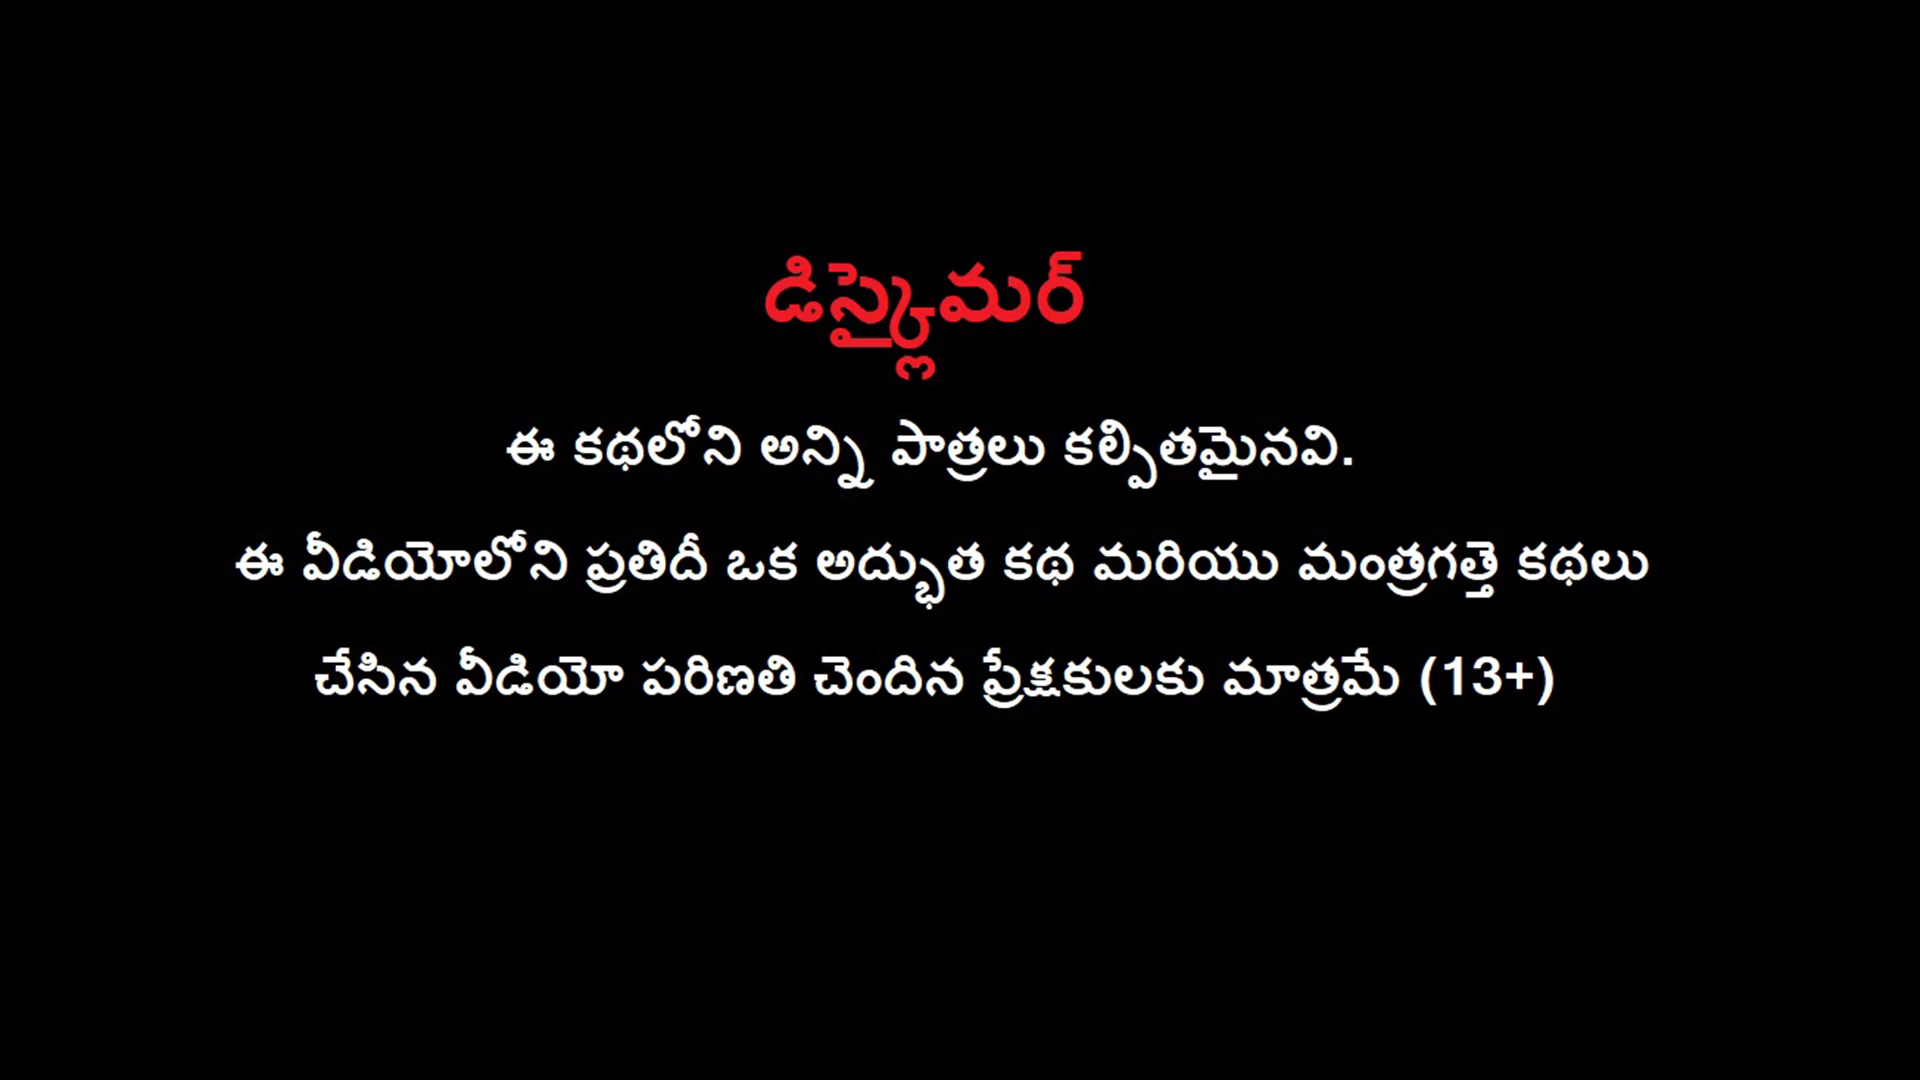 డిస్క్లైమర్
ఈ కథలోని అన్ని పాత్రలు కల్పితమైనవి.
ఈ వీడియోలోని ప్రతిదీ ఒక అద్భుత కథ మరియు మంత్రగత్తె కథలు
చేసిన వీడియో పరిణతి చెందిన ప్రేక్షకులకు మాత్రమే (13+)